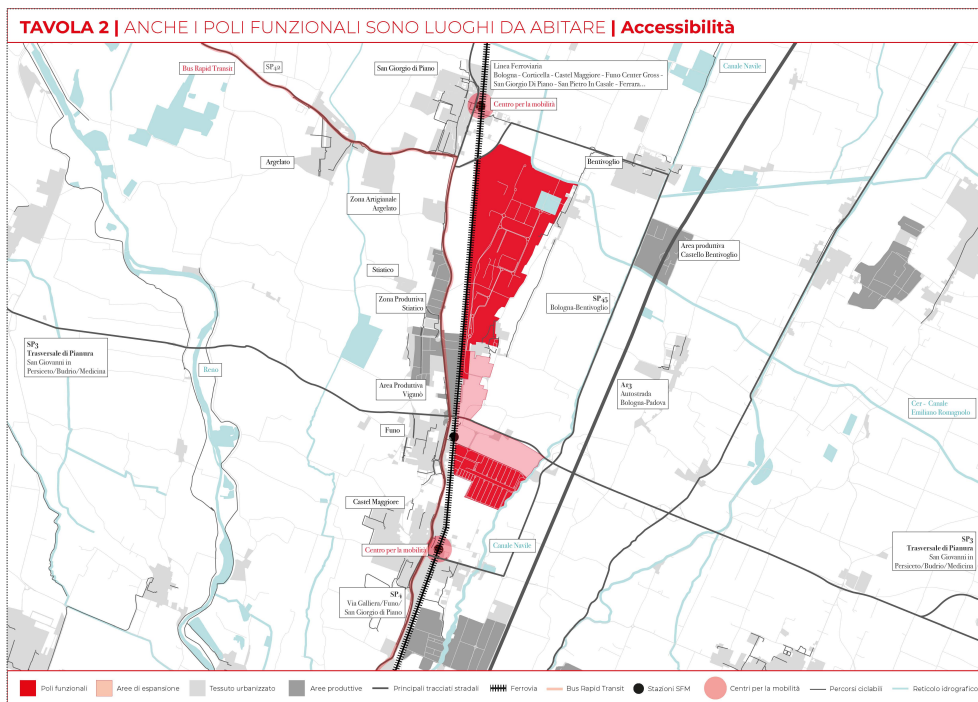 TAVOLA 2 | ANCHE I POLI FUNZIONALI SONO LUOGHI DA ABITARE | Accessibilità
Bus Rapid Transit
SP42
San Giorgio di Piano
Linea Ferroviaria
Bologna - Corticella - Castel Maggiore - Funo Center Gross -
San Giorgio Di Piano - San Pietro In Casale - Ferrara...
Canale Navile
Centro per la mobilità
Argelato
Bentivoglio
Zona Artigianale
Argelato
Area produttiva
Castello Bentivoglio
Stiatico
Zona Produttiva
Stiatico
SP45
Bologna-Bentivoglio
SP3
Trasversale di Pianura
San Giovanni in
Persiceto/Budrio/Medicina
Reno
Area Produttiva
Viganò
A13
Autostrada
Bologna-Padova
Cer - Canale
Emiliano Romagnolo
Funo
Castel Maggiore
Centro per la mobilità
Canale Navile
SP3
Trasversale di Pianura
San Giovanni in
Persiceto/Budrio/Medicina
SP4
Via Galliera/Funo/
San Giorgio di Piano
Poli funzionali
Aree di espansione
Tessuto urbanizzato
Aree produttive
Principali tracciati stradali
Ferrovia
Bus Rapid Transit
Stazioni SFM
Centri per la mobilità
Percorsi ciclabili
Reticolo idrografico